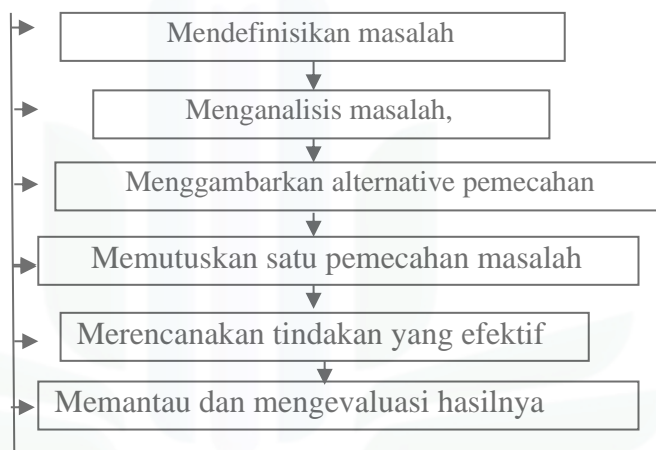 Mendefinisikan masalah
Menganalisis masalah,
Menggambarkan alternative pemecahan
Memutuskan satu pemecahan masalah
Merencanakan tindakan yang efektif
Memantau dan mengevaluasi hasilnya